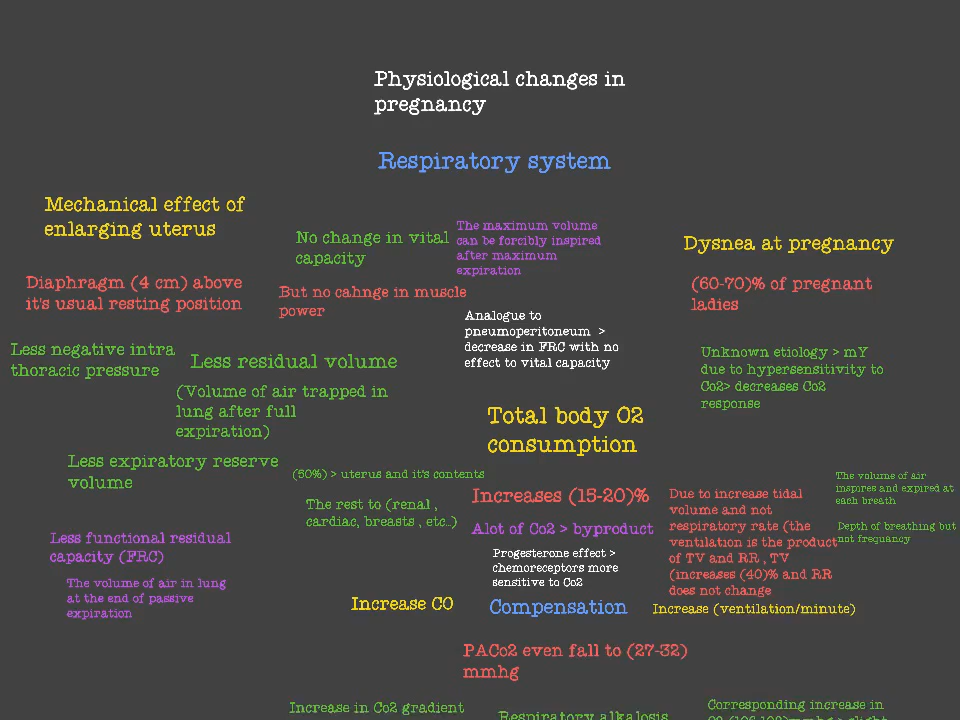 Physiological changes in
pregnancy
Respiratory system
Mechanical effect of
enlarging uterus
Diaphragm (4 cm) above
it's usual resting position
Less negative intra
thoracic pressure
Less residual volume
(Volume of air trapped in
lung after full
expiration)
Less expiratory reserve
volume
Less functional residual
capacity (FRC)
The volume of air in lung
at the end of passive
expiration
No change in vital
capacity
The maximum volume
can be forcibly inspired
after maximum
expiration
But no cahnge in muscle
power
Analogue to
pneumoperitoneum >
decrease in FRC with no
effect to vital capacity
Dysnea at pregnancy
(60-70)% of pregnant
ladies
Unknown etiology > mY
due to hypersensitivity to
Co2> decreases Co2
response
Total body O2
consumption
(50%) > uterus and it's contents
The rest to (renal ,
cardiac, breasts , etc..)
Increases (15-20)%
Alot of Co2 > byproduct
Progesterone effect >
chemoreceptors more
sensitive to Co2
Increase CO
Compensation
Increase (ventilation/minute)
Due to increase tidal
volume and not
respiratory rate (the
ventilation is the product
of TV and RR , TV
(increases (40)% and RR
does not change
The volume of air
inspires and expired at
each breath
Depth of breathing but
not frequancy
PACo2 even fall to (27-32)
mmhg
Increase in Co2 gradient
Respiratory alkalosis
Corresponding increase in